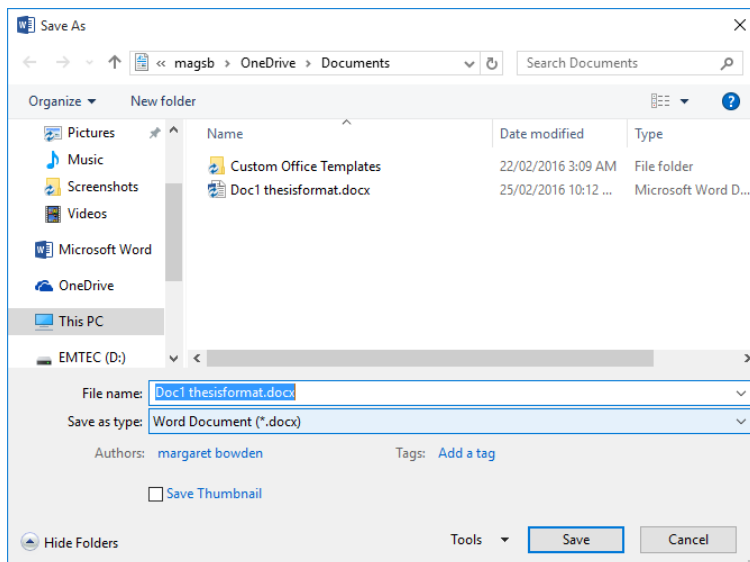 Save As
« magsb › OneDrive › Documents
Search Documents
Organize
New folder
Name
Date modified
Type
Pictures
Music
Screenshots
Videos
Microsoft Word
OneDrive
This PC
EMTEC (D:)
Custom Office Templates 22/02/2016 3:09 AM File folder
Doc1 thesisformat.docx 25/02/2016 10:12 ... Microsoft Word D...
File name: Doc1 thesisformat.docx
Save as type: Word Document (*.docx)
Authors: margaret bowden
Tags: Add a tag
Save Thumbnail
Hide Folders
Tools
Save
Cancel